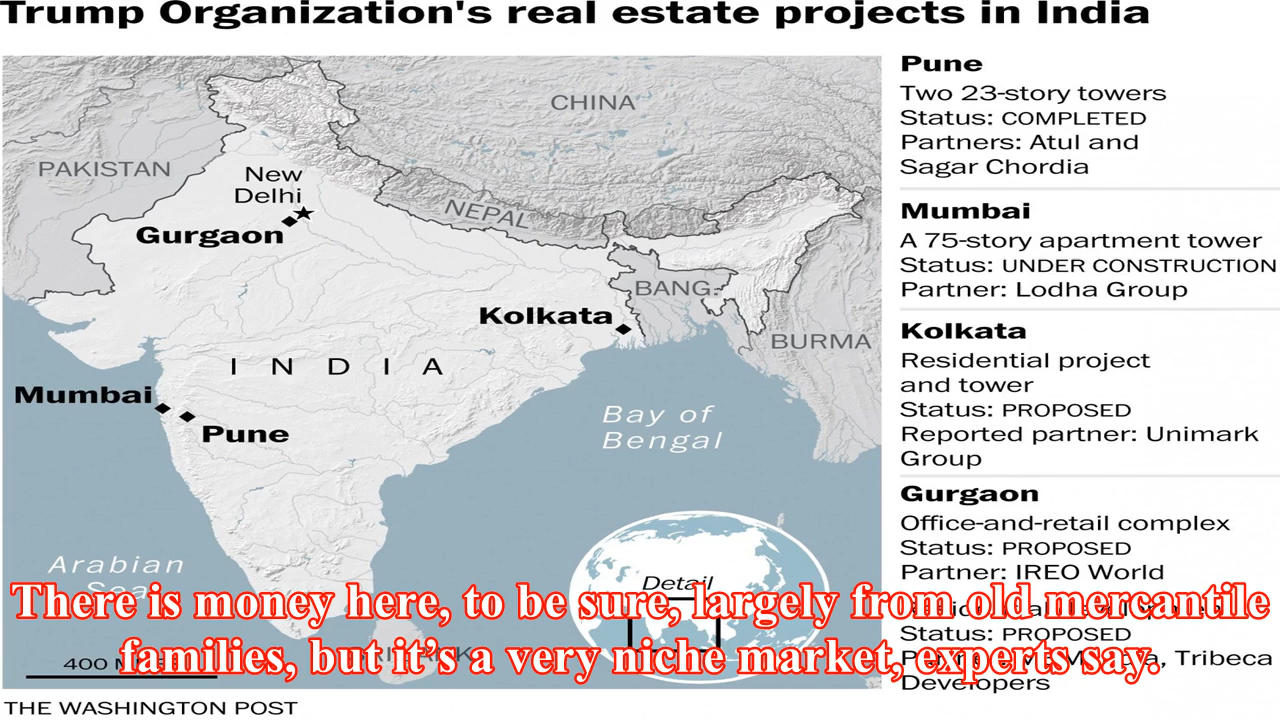 Trump Organization's real estate projects in India
CHINA
PAKISTAN
New
Delhi
Gurgaon
NEPAL
BANG.
Kolkata
BURMA
INDIA
Mumbai
Pune
Bay of
Bengal
Arabian
Sea
Detail
400
THE WASHINGTON POST
Pune
Two 23-story towers
Status: COMPLETED
Partners: Atul and
Sagar Chordia
Mumbai
A 75-story apartment tower
Status: UNDER CONSTRUCTION
Partner: Lodha Group
Kolkata
Residential project
and tower
Status: PROPOSED
Reported partner: Unimark
Group
Gurgaon
Office-and-retail complex
Status: PROPOSED
Partner: IREO World
Status: PROPOSED
Tribeca
Developers
There is money here, to be sure, largely from old mercantile
families, but it's a very niche market, experts say.